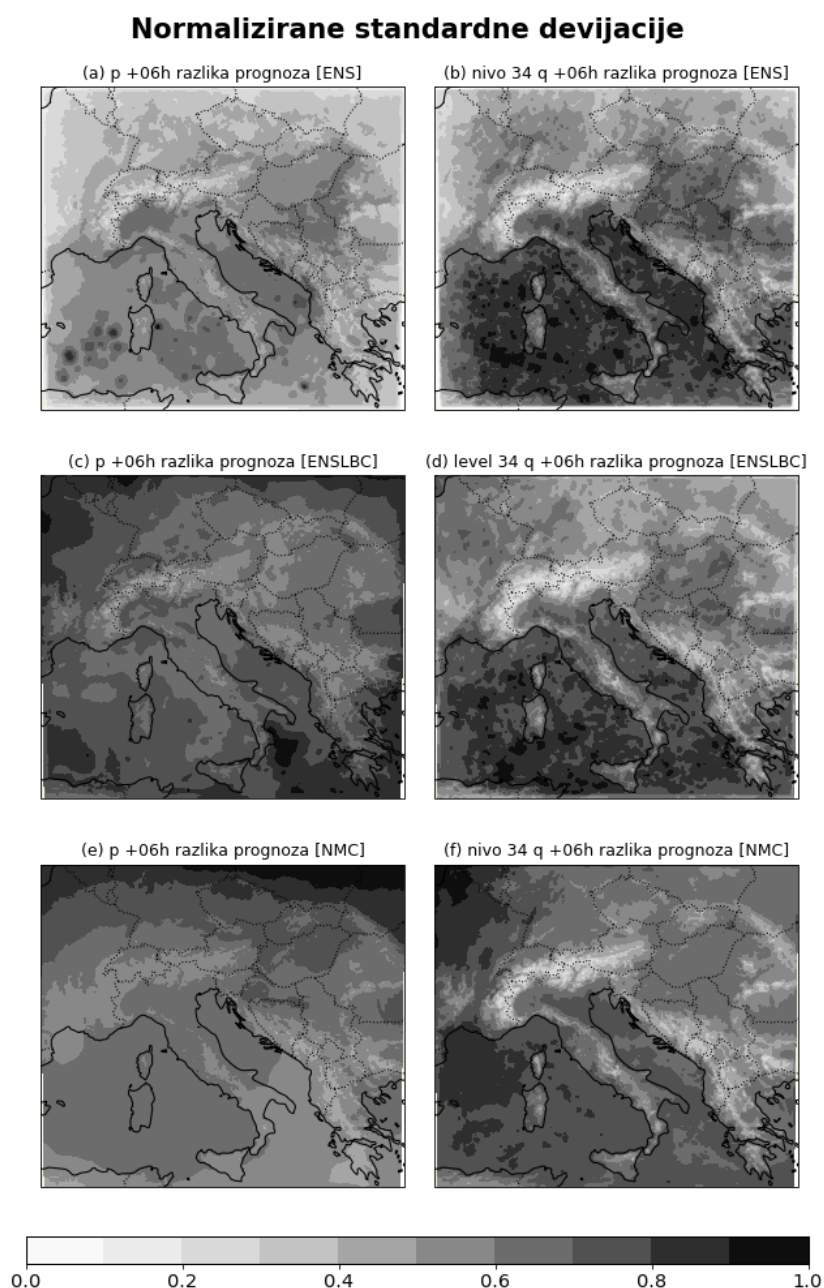 Normalizirane standardne devijacije
(a) p +06h razlika prognoza [ENS]
(b) nivo 34 q +06h razlika prognoza [ENS]
(c) p +06h razlika prognoza [ENSLBC]
(d) level 34 q +06h razlika prognoza [ENSLBC]
(e) p +06h razlika prognoza [NMC]
(f) nivo 34 q +06h razlika prognoza [NMC]
0.0 0.2 0.4 0.6 0.8 1.0